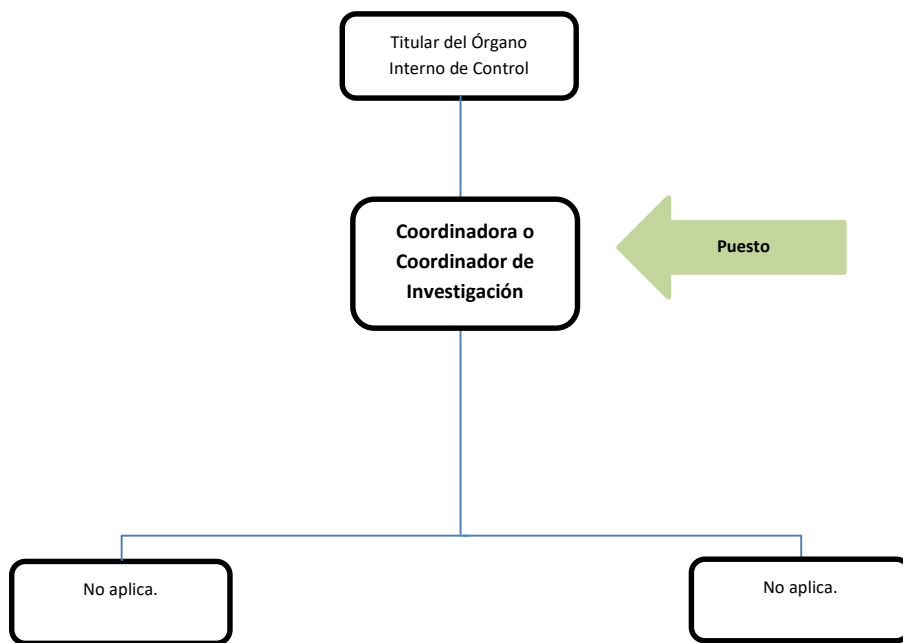 Titular del Órgano
Interno de Control
Coordinadora o
Coordinador de
Investigación
Puesto
No aplica.
No aplica.